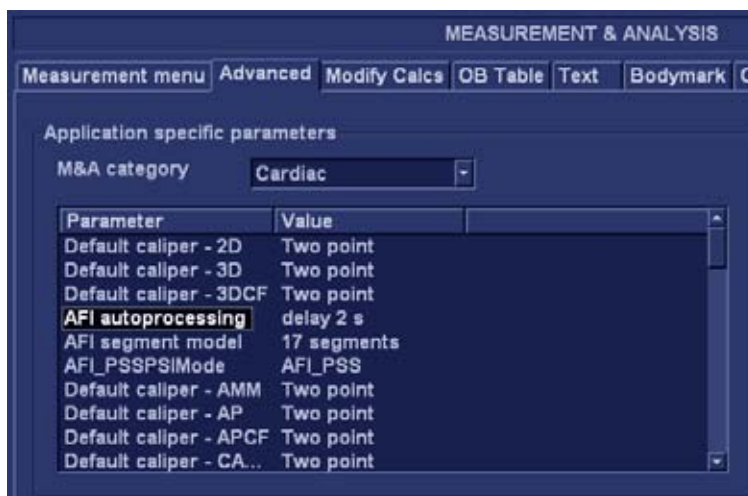 MEASUREMENT & ANALYSIS
Measurement menu Advanced Modify Calcs OB Table Text Bodymark
Application specific parameters
M&A category Cardiac
Parameter Value
Default caliper - 2D Two point
Default caliper - 3D Two point
Default caliper - 3DCF Two point
AFI autoprocessing delay 2 s
AFI segment model 17 segments
AFI_PSSPSIMode AFI_PSS
Default caliper - AMM Two point
Default caliper - AP Two point
Default caliper - APCF Two point
Default caliper - CA... Two point